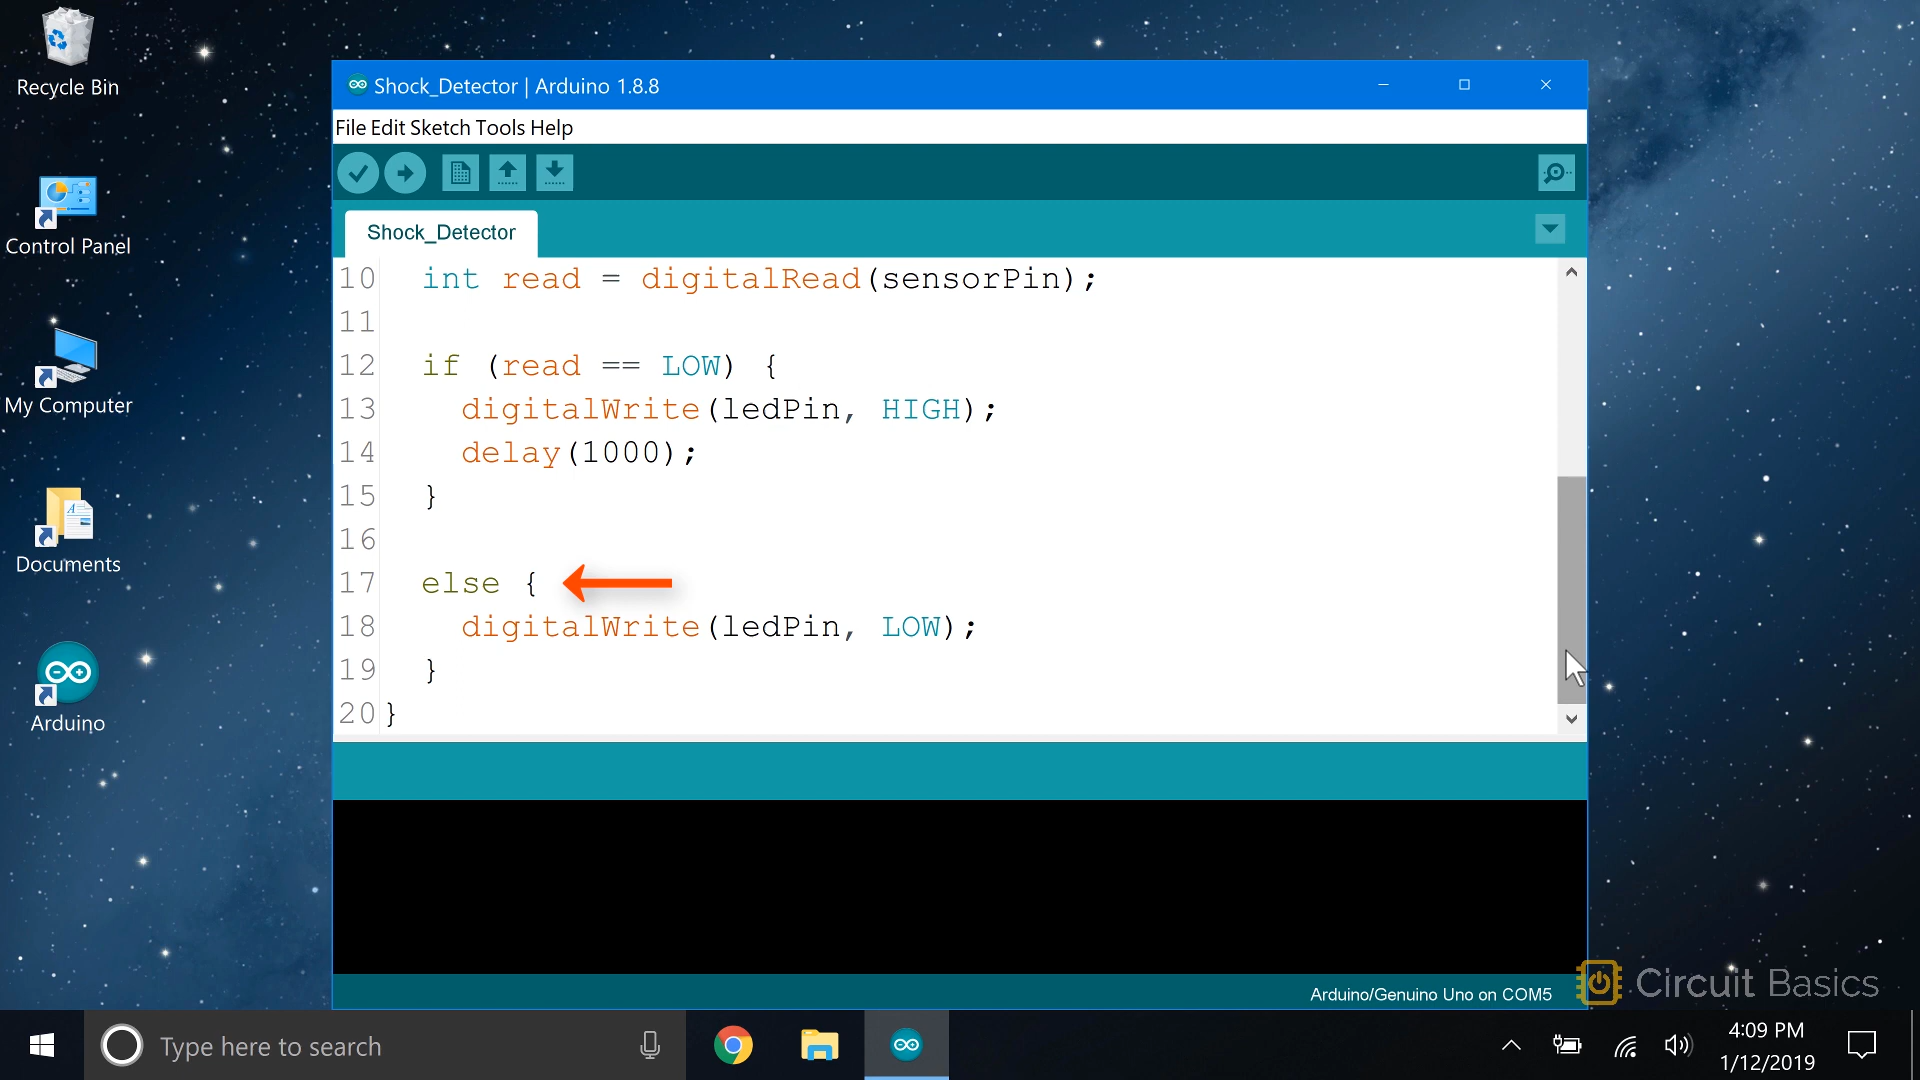 Recycle Bin
Control Panel
My Computer
Documents
Arduino
Shock_Detector | Arduino 1.8.8
File Edit Sketch Tools Help
Shock_Detector
10 int read = digitalRead(sensorPin);
11
12 if (read == LOW) {
13 digitalWrite(ledPin, HIGH);
14 delay(1000);
15 }
16
17 else {
18 digitalWrite(ledPin, LOW);
19 }
20 }
Arduino/Genuino Uno on COM5
Circuit Basics
Type here to search
4:09 PM
1/12/2019